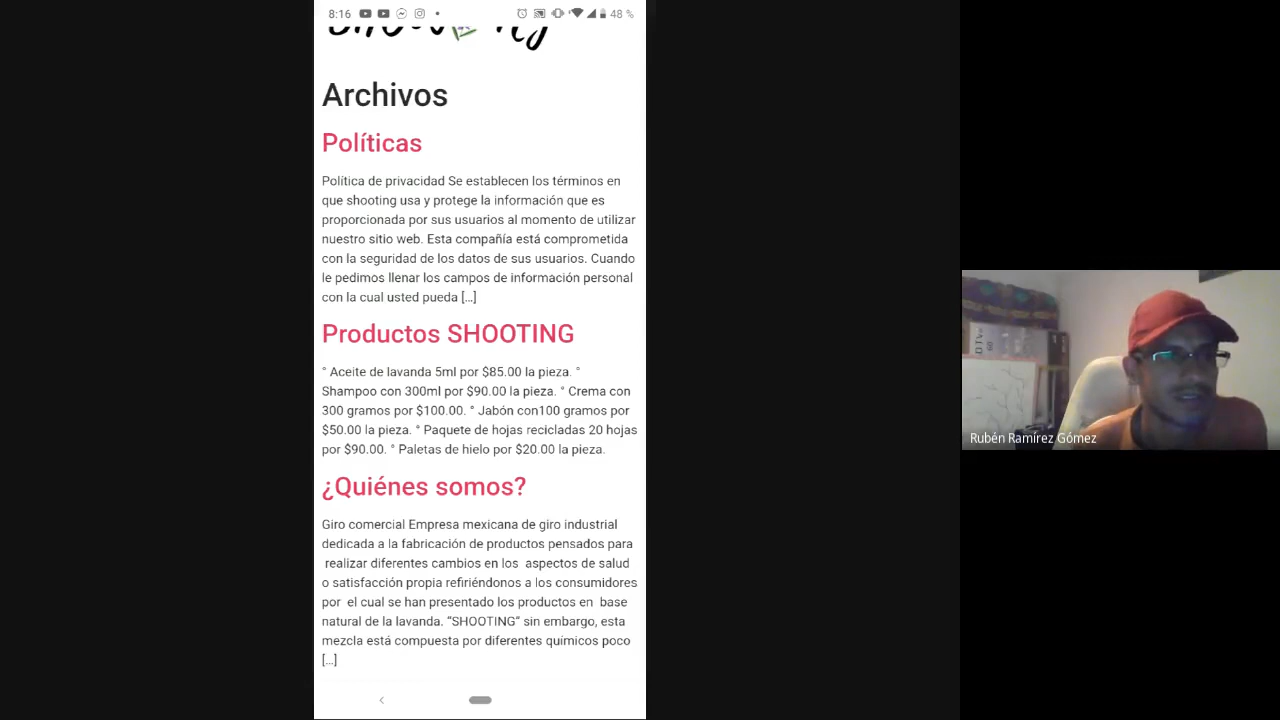 8:16
48 %
Archivos
Políticas
Política de privacidad Se establecen los términos en
que shooting usa y protege la información que es
proporcionada por sus usuarios al momento de utilizar
nuestro sitio web. Esta compañía está comprometida
con la seguridad de los datos de sus usuarios. Cuando
le pedimos llenar los campos de información personal
con la cual usted pueda […]
Productos SHOOTING
° Aceite de lavanda 5ml por $85.00 la pieza. °
Shampoo con 300ml por $90.00 la pieza. ° Crema con
300 gramos por $100.00. ° Jabón con100 gramos por
$50.00 la pieza. ° Paquete de hojas recicladas 20 hojas
por $90.00. ° Paletas de hielo por $20.00 la pieza.
¿Quiénes somos?
Giro comercial Empresa mexicana de giro industrial
dedicada a la fabricación de productos pensados para
realizar diferentes cambios en los aspectos de salud
o satisfacción propia refiriéndonos a los consumidores
por el cual se han presentado los productos en base
natural de la lavanda. “SHOOTING” sin embargo, esta
mezcla está compuesta por diferentes químicos poco
[…]
Rubén Ramírez Gómez